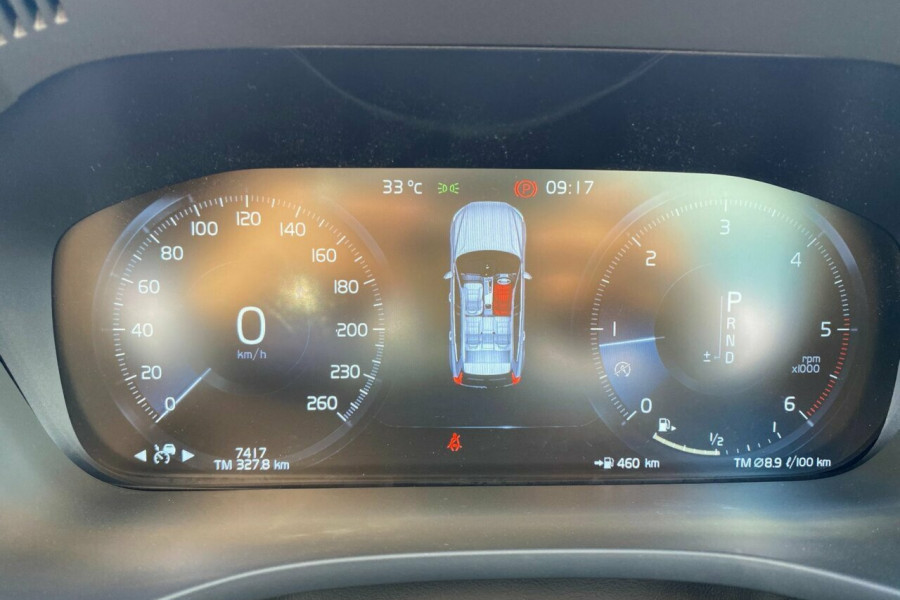 33 °C
P 09:17
0
20
40
60
80
100
120
140
160
180
200
230
260
0
km/h
7417
TM 327.8 km
0
1
2
3
4
5
6
P
R
N
D
±
rpm
x1000
1/2
1
460 km
TM Ø8.9 ℓ/100 km